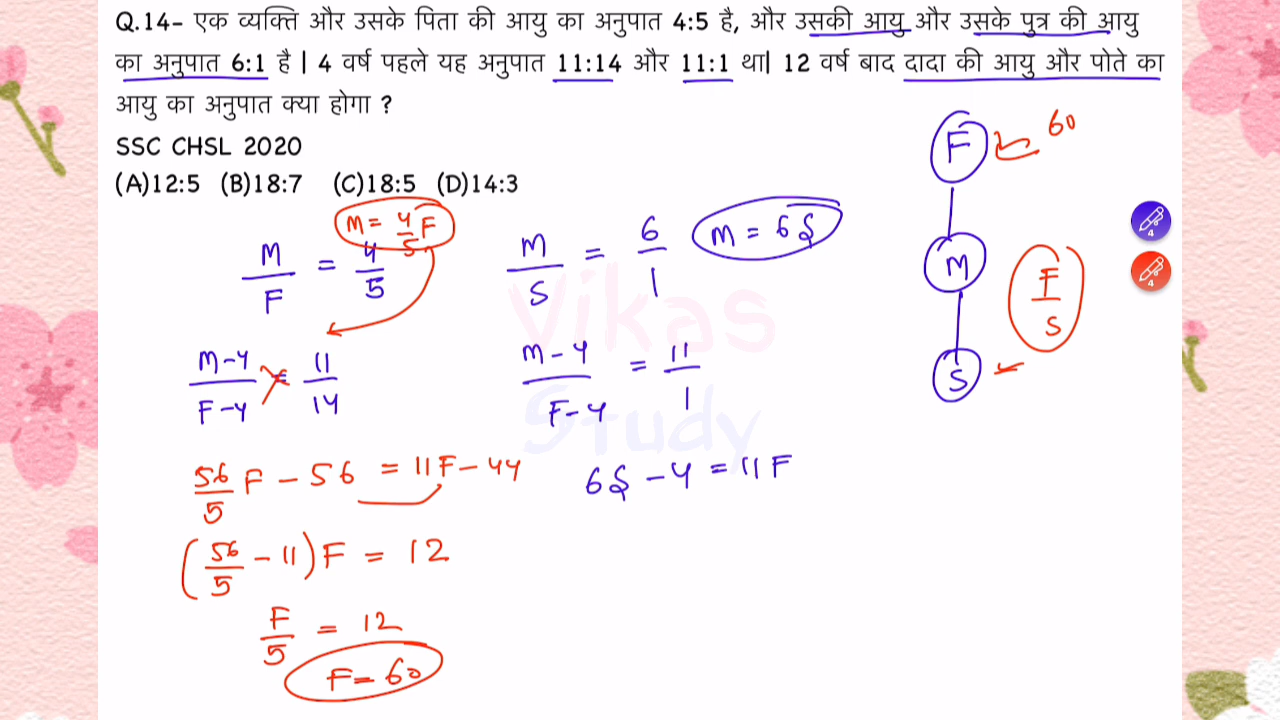 Q.14- एक व्यक्ति और उसके पिता की आयु का अनुपात 4:5 है, और उसकी आयु और उसके पुत्र की आयु
का अनुपात 6:1 है | 4 वर्ष पहले यह अनुपात 11:14 और 11:1 था| 12 वर्ष बाद दादा की आयु और पोते का
आयु का अनुपात क्या होगा ?
SSC CHSL 2020
(A)12:5 (B)18:7 (C)18:5 (D)14:3
M = 4/5 F
M/F = 4/5
M/S = 6/1
M = 6S
F
60
M
S
F/S
4
4
Vikas
Study
M-4/F-4 = 11/14
M-4/F-4 = 11/1
56/5 F - 56 = 11F - 44
6S - 4 = 11F
(56/5 - 11) F = 12
F/5 = 12
F = 60